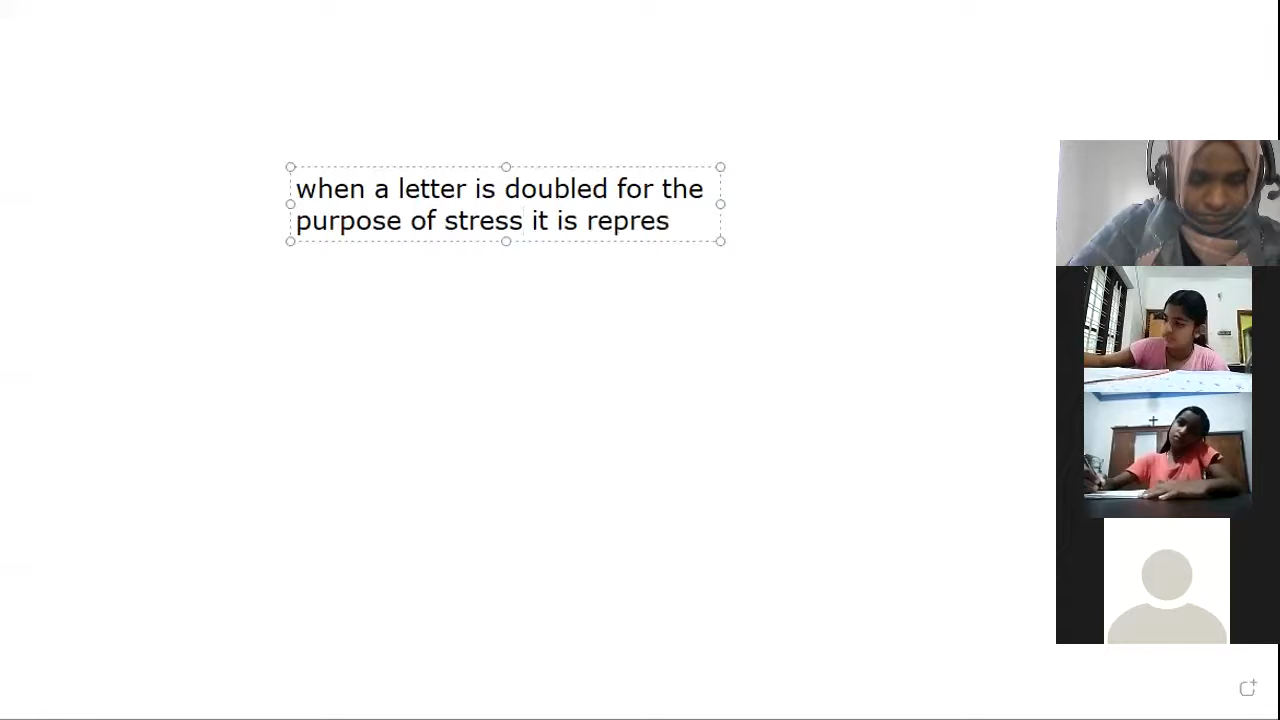 when a letter is doubled for the
purpose of stress it is repres